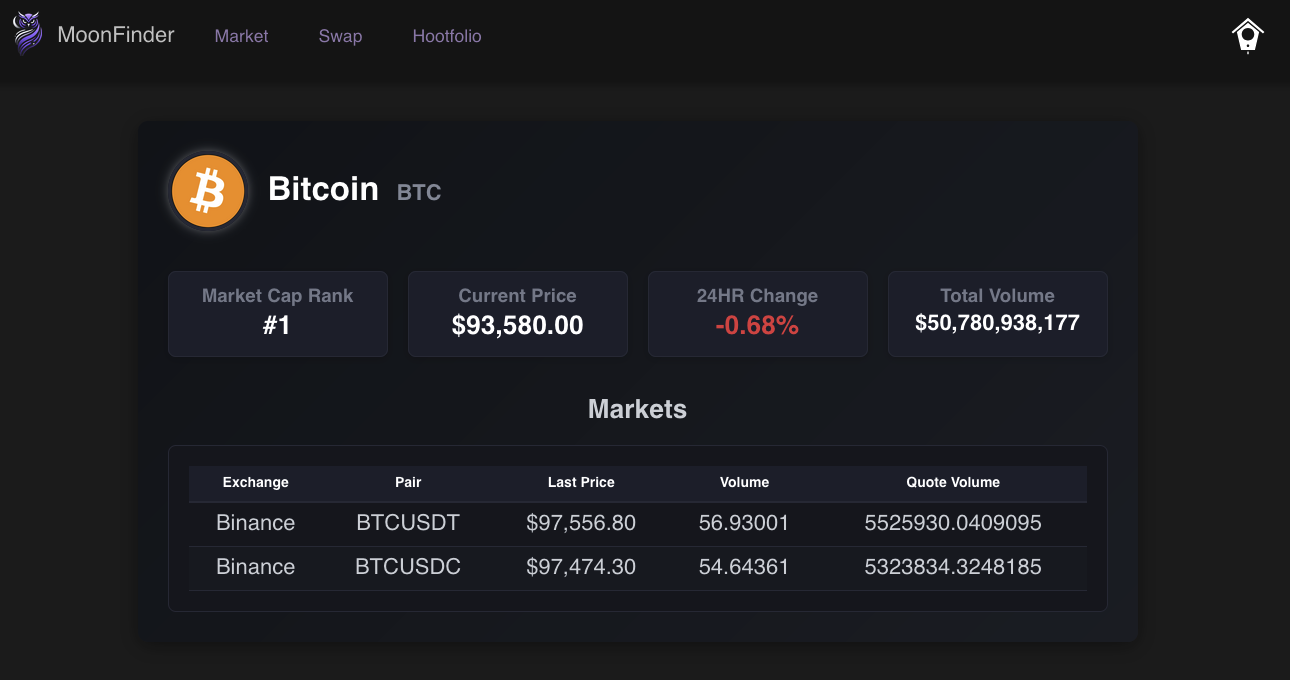 MoonFinder Market Swap Hootfolio
Bitcoin BTC
Market Cap Rank Current Price 24HR Change Total Volume
#1 $93,580.00 -0.68% $50,780,938,177
Markets
Exchange Pair Last Price Volume Quote Volume
Binance BTCUSDT $97,556.80 56.93001 5525930.0409095
Binance BTCUSDC $97,474.30 54.64361 5323834.3248185